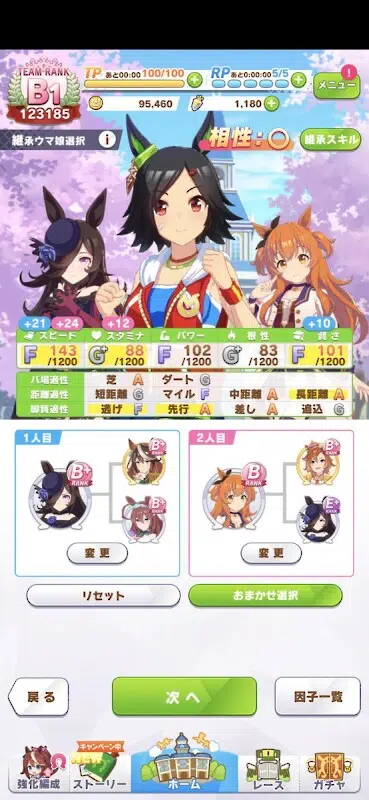 TEAM RANK
B1
123185
TP あと00:00 100/100
RP あと0:00:00 5/5
メニュー
95,460
1,180
継承ウマ娘選択 i
相性:○
継承スキル
+21 +24 +12 +10
スピード スタミナ パワー 根性 賢さ
F 143 /1200 G+ 88 /1200 F 102 /1200 G 83 /1200 F 101 /1200
バ場適性 芝 A ダート G
距離適性 短距離 G マイル F 中距離 A 長距離 A
脚質適性 逃げ F 先行 A 差し A 追込 G
1人目
B+ RANK
B+ RANK
B RANK
変更
2人目
B RANK
B RANK
E+ RANK
変更
リセット
おまかせ選択
戻る
次へ
因子一覧
強化編成
キャンペーン中
ストーリー
ホーム
レース
ガチャ